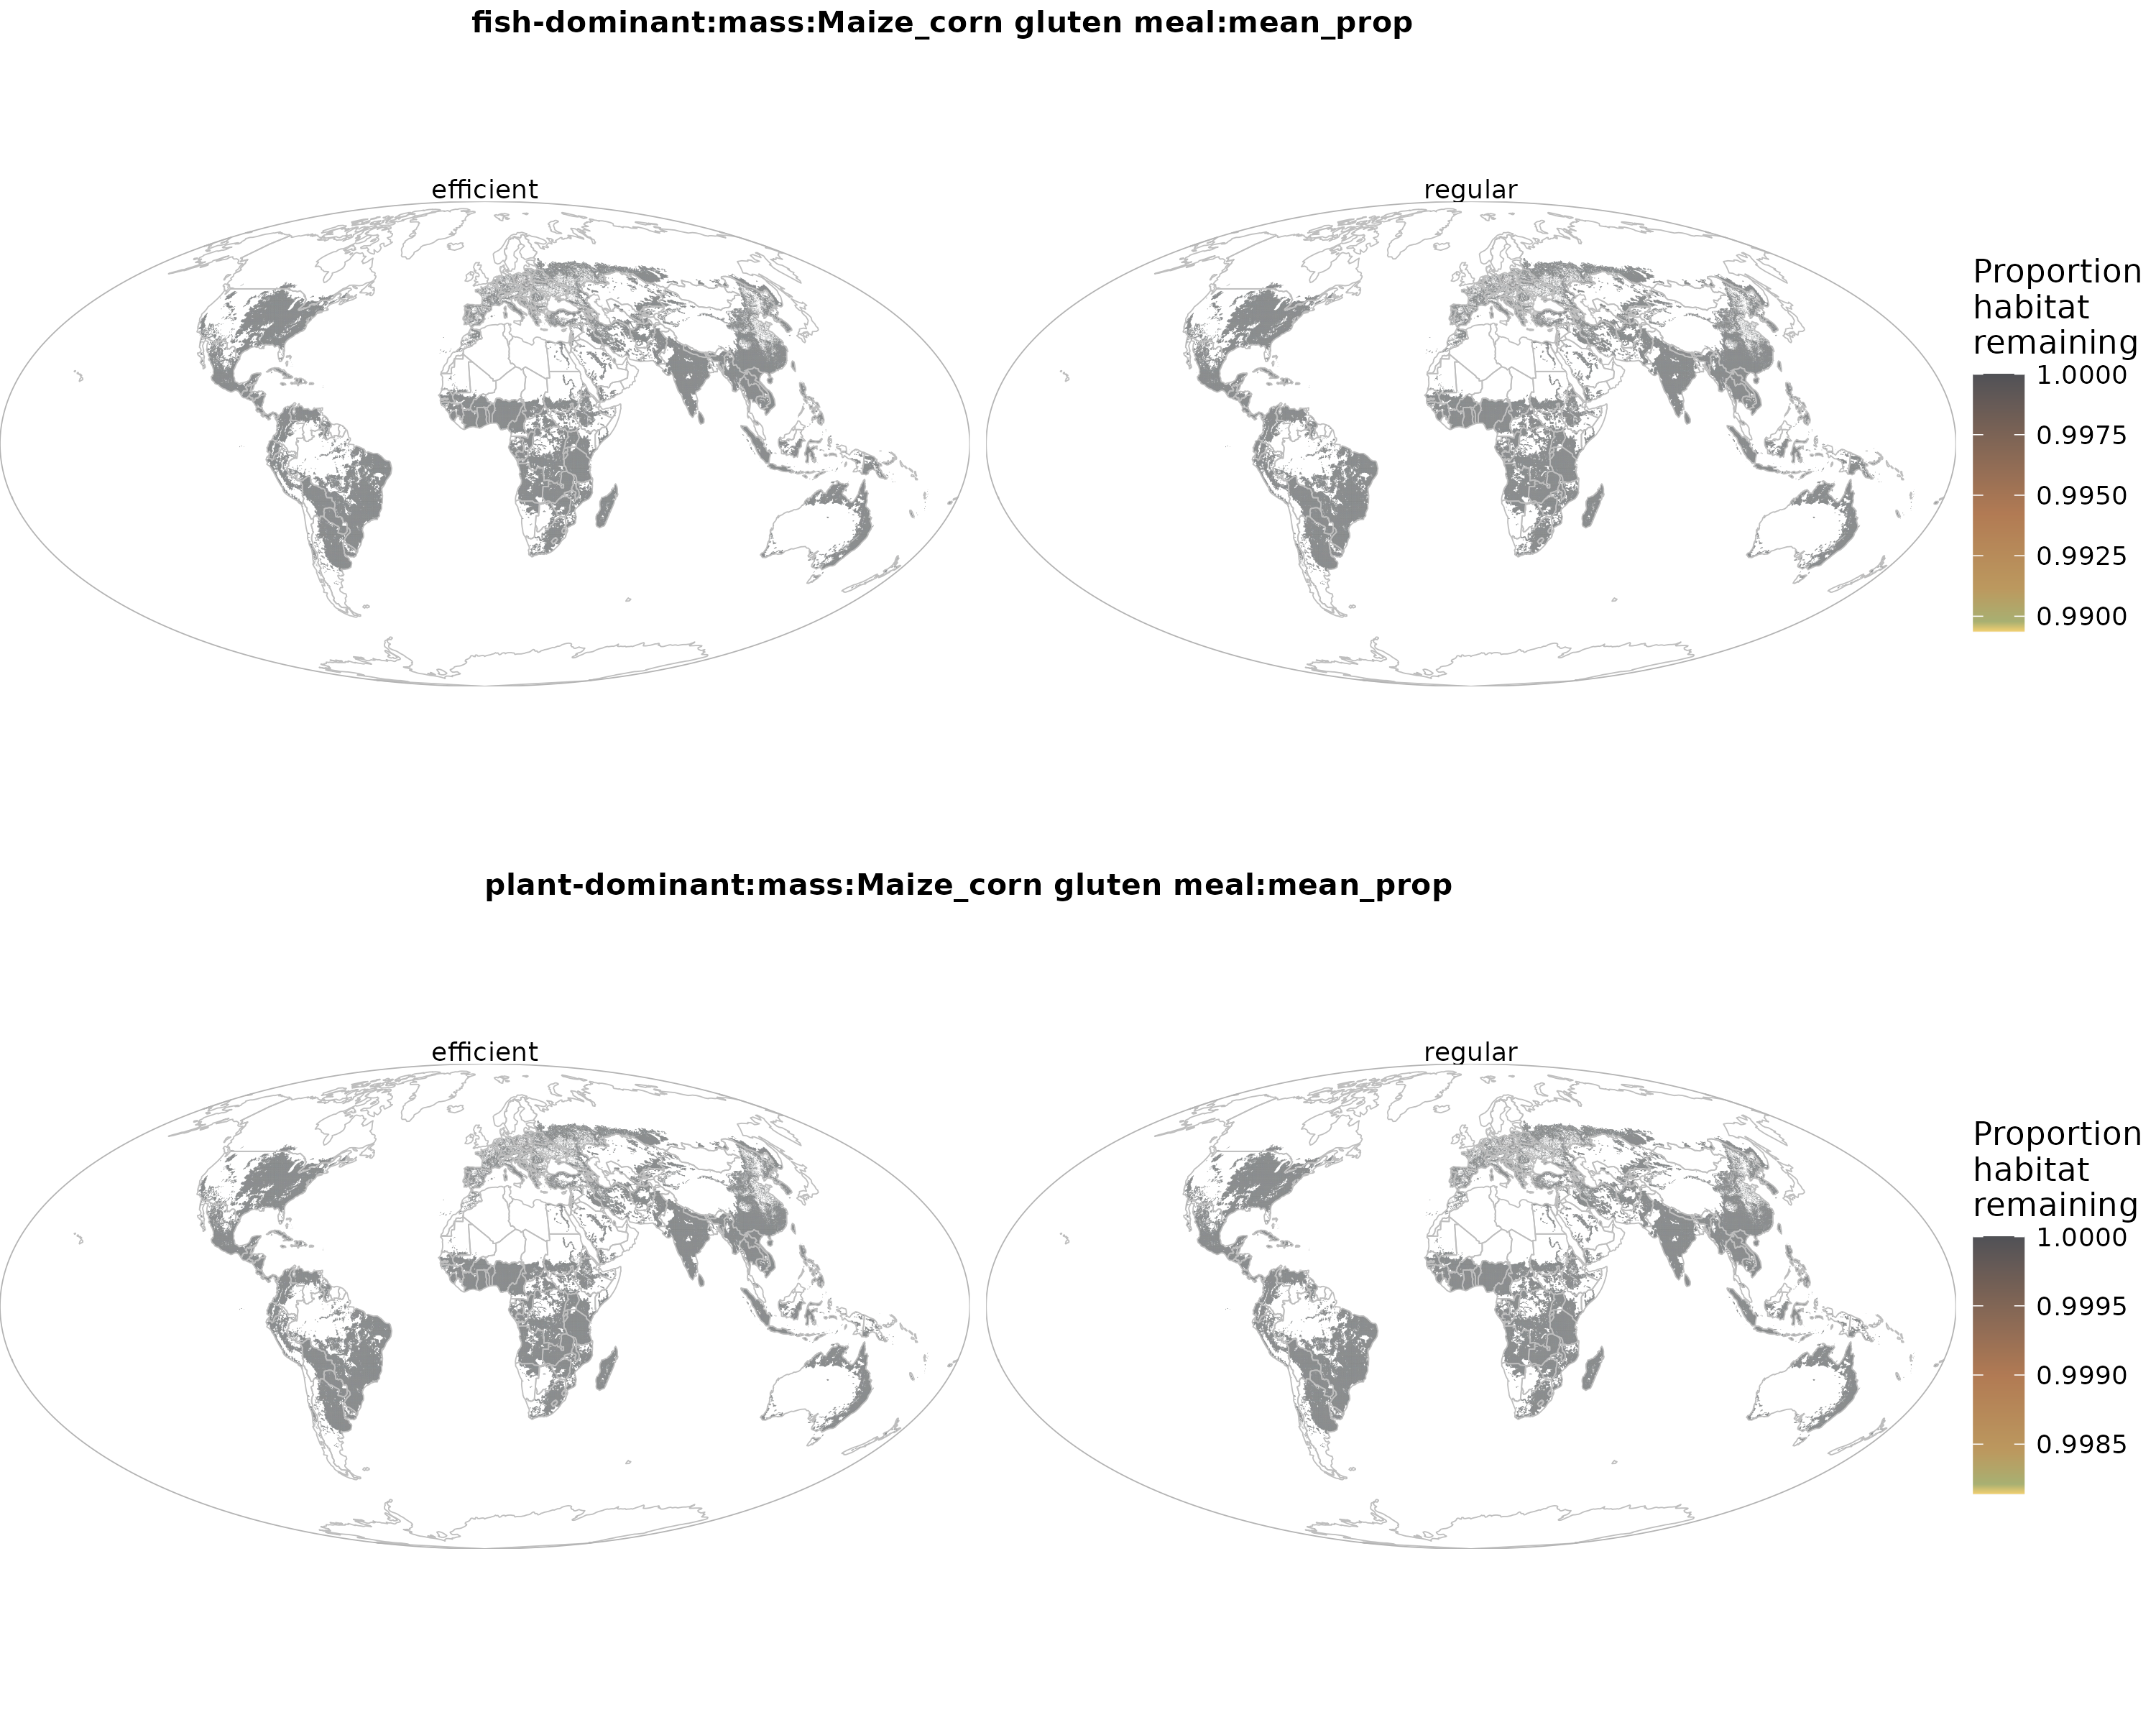 fish-dominant:mass:Maize_corn gluten meal:mean_prop
efficient
regular
Proportion
habitat
remaining
1.0000
0.9975
0.9950
0.9925
0.9900
plant-dominant:mass:Maize_corn gluten meal:mean_prop
efficient
regular
Proportion
habitat
remaining
1.0000
0.9995
0.9990
0.9985